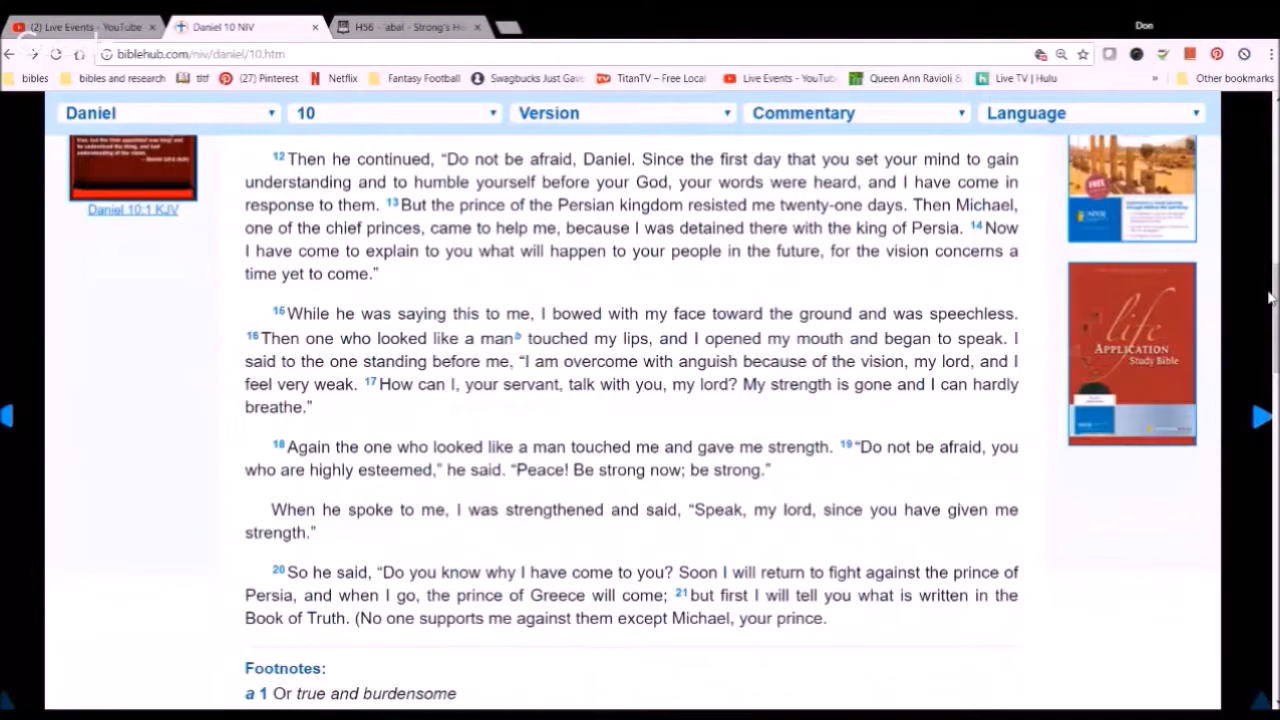 Don
(2) Live Events - YouTube
Daniel 10 NIV
H56 - 'abal - Strong's He
biblehub.com/niv/daniel/10.htm
bibles
bibles and research
(27) Pinterest
Netflix
Fantasy Football
Swagbucks Just Gave
TitanTV – Free Local
Live Events - YouTub
Queen Ann Ravioli &
Live TV | Hulu
»
Other bookmarks
Daniel
10
Version
Commentary
Language
Daniel 10:1 KJV
12 Then he continued, “Do not be afraid, Daniel. Since the first day that you set your mind to gain
understanding and to humble yourself before your God, your words were heard, and I have come in
response to them. 13 But the prince of the Persian kingdom resisted me twenty-one days. Then Michael,
one of the chief princes, came to help me, because I was detained there with the king of Persia. 14 Now
I have come to explain to you what will happen to your people in the future, for the vision concerns a
time yet to come.”
15 While he was saying this to me, I bowed with my face toward the ground and was speechless.
16 Then one who looked like a man b touched my lips, and I opened my mouth and began to speak. I
said to the one standing before me, “I am overcome with anguish because of the vision, my lord, and I
feel very weak. 17 How can I, your servant, talk with you, my lord? My strength is gone and I can hardly
breathe.”
18 Again the one who looked like a man touched me and gave me strength. 19 “Do not be afraid, you
who are highly esteemed,” he said. “Peace! Be strong now; be strong.”
When he spoke to me, I was strengthened and said, “Speak, my lord, since you have given me
strength.”
20 So he said, “Do you know why I have come to you? Soon I will return to fight against the prince of
Persia, and when I go, the prince of Greece will come; 21 but first I will tell you what is written in the
Book of Truth. (No one supports me against them except Michael, your prince.
Footnotes:
a 1 Or true and burdensome
FREE
life
APPLICATION
Study Bible